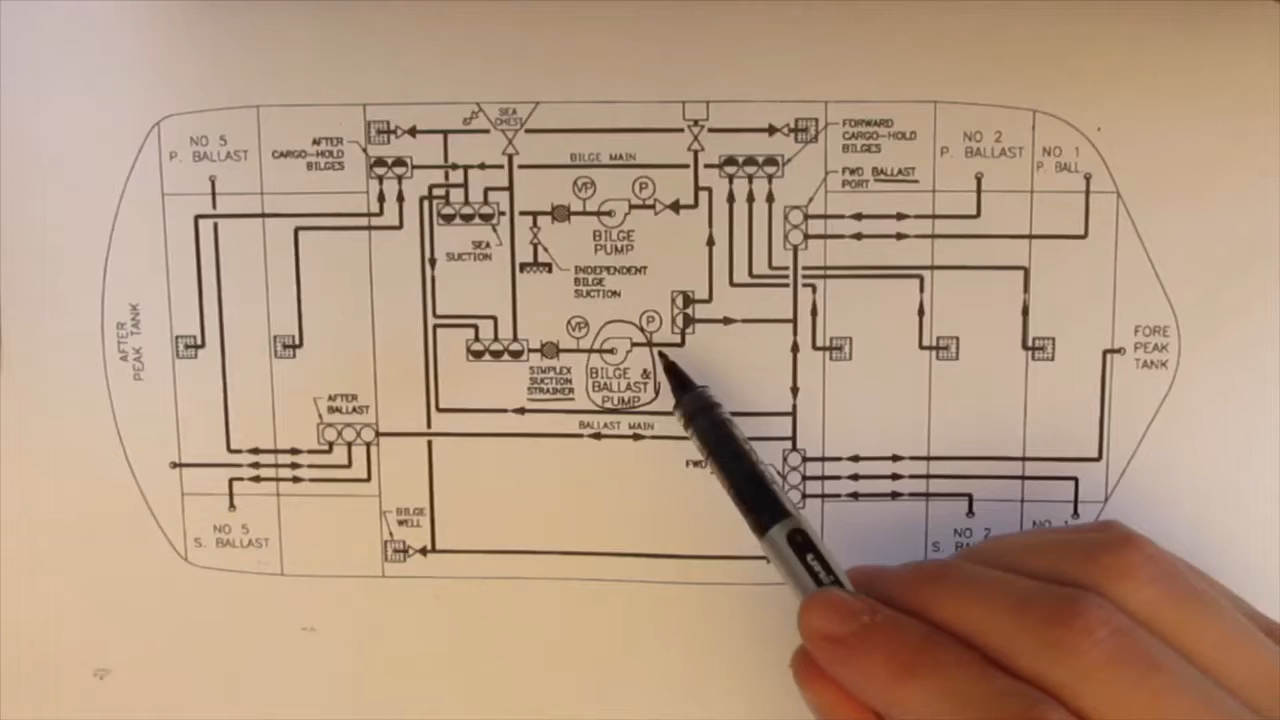 NO 5
P. BALLAST
AFTER
CARGO-HOLD
BILGES
SEA
CHEST
BILGE MAIN
FORWARD
CARGO-HOLD
BILGES
FWD BALLAST
PORT
NO 2
P. BALLAST
NO 1
P. BALL
VP
P
BILGE
PUMP
SEA
SUCTION
INDEPENDENT
BILGE
SUCTION
AFTER
PEAK TANK
VP
P
SIMPLEX
SUCTION
STRAINER
BILGE &
BALLAST
PUMP
FORE
PEAK
TANK
AFTER
BALLAST
BALLAST MAIN
FWD
BILGE
WELL
NO 5
S. BALLAST
NO 2
S. BA
NO 1
uni